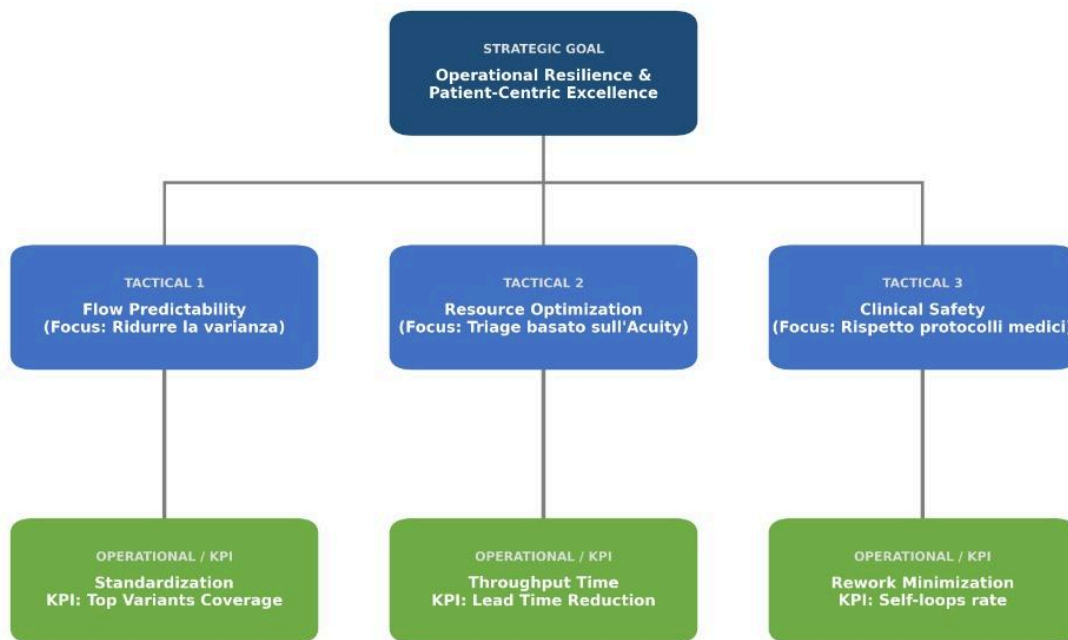 STRATEGIC GOAL
Operational Resilience &
Patient-Centric Excellence
TACTICAL 1
Flow Predictability
(Focus: Ridurre la varianza)
TACTICAL 2
Resource Optimization
(Focus: Triage basato sull'Acuity)
TACTICAL 3
Clinical Safety
(Focus: Rispetto protocolli medici)
OPERATIONAL / KPI
Standardization
KPI: Top Variants Coverage
OPERATIONAL / KPI
Throughput Time
KPI: Lead Time Reduction
OPERATIONAL / KPI
Rework Minimization
KPI: Self-loops rate